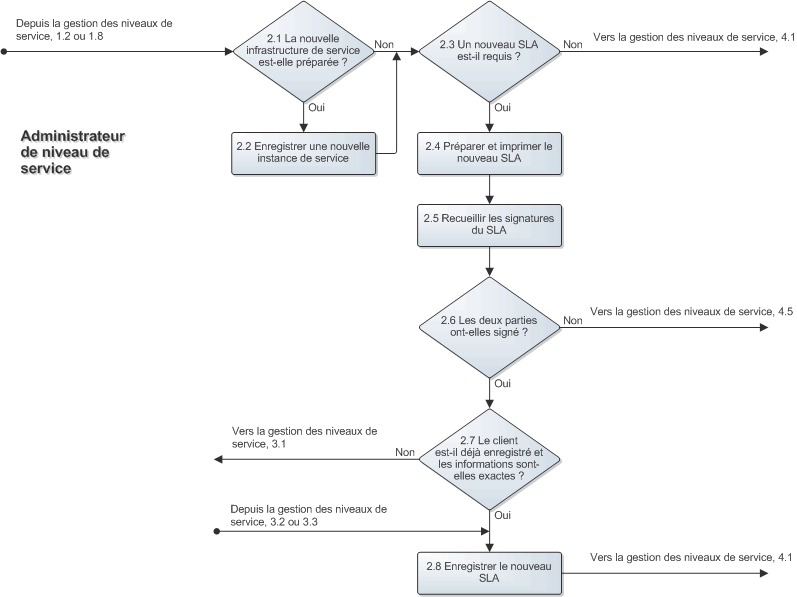 Depuis la gestion des niveaux de
service, 1.2 ou 1.8
2.1 La nouvelle
infrastructure de service
est-elle préparée ?
Non
2.3 Un nouveau SLA
est-il requis ?
Non
Vers la gestion des niveaux de service, 4.1
Oui
Oui
Administrateur
de niveau de
service
2.2 Enregistrer une nouvelle
instance de service
2.4 Préparer et imprimer le
nouveau SLA
2.5 Recueillir les signatures
du SLA
2.6 Les deux parties
ont-elles signé ?
Non
Vers la gestion des niveaux de service, 4.5
Oui
Vers la gestion des niveaux de
service, 3.1
Non
2.7 Le client
est-il déjà enregistré et
les informations sont-
elles exactes ?
Depuis la gestion des niveaux de
service, 3.2 ou 3.3
Oui
2.8 Enregistrer le nouveau
SLA
Vers la gestion des niveaux de service, 4.1